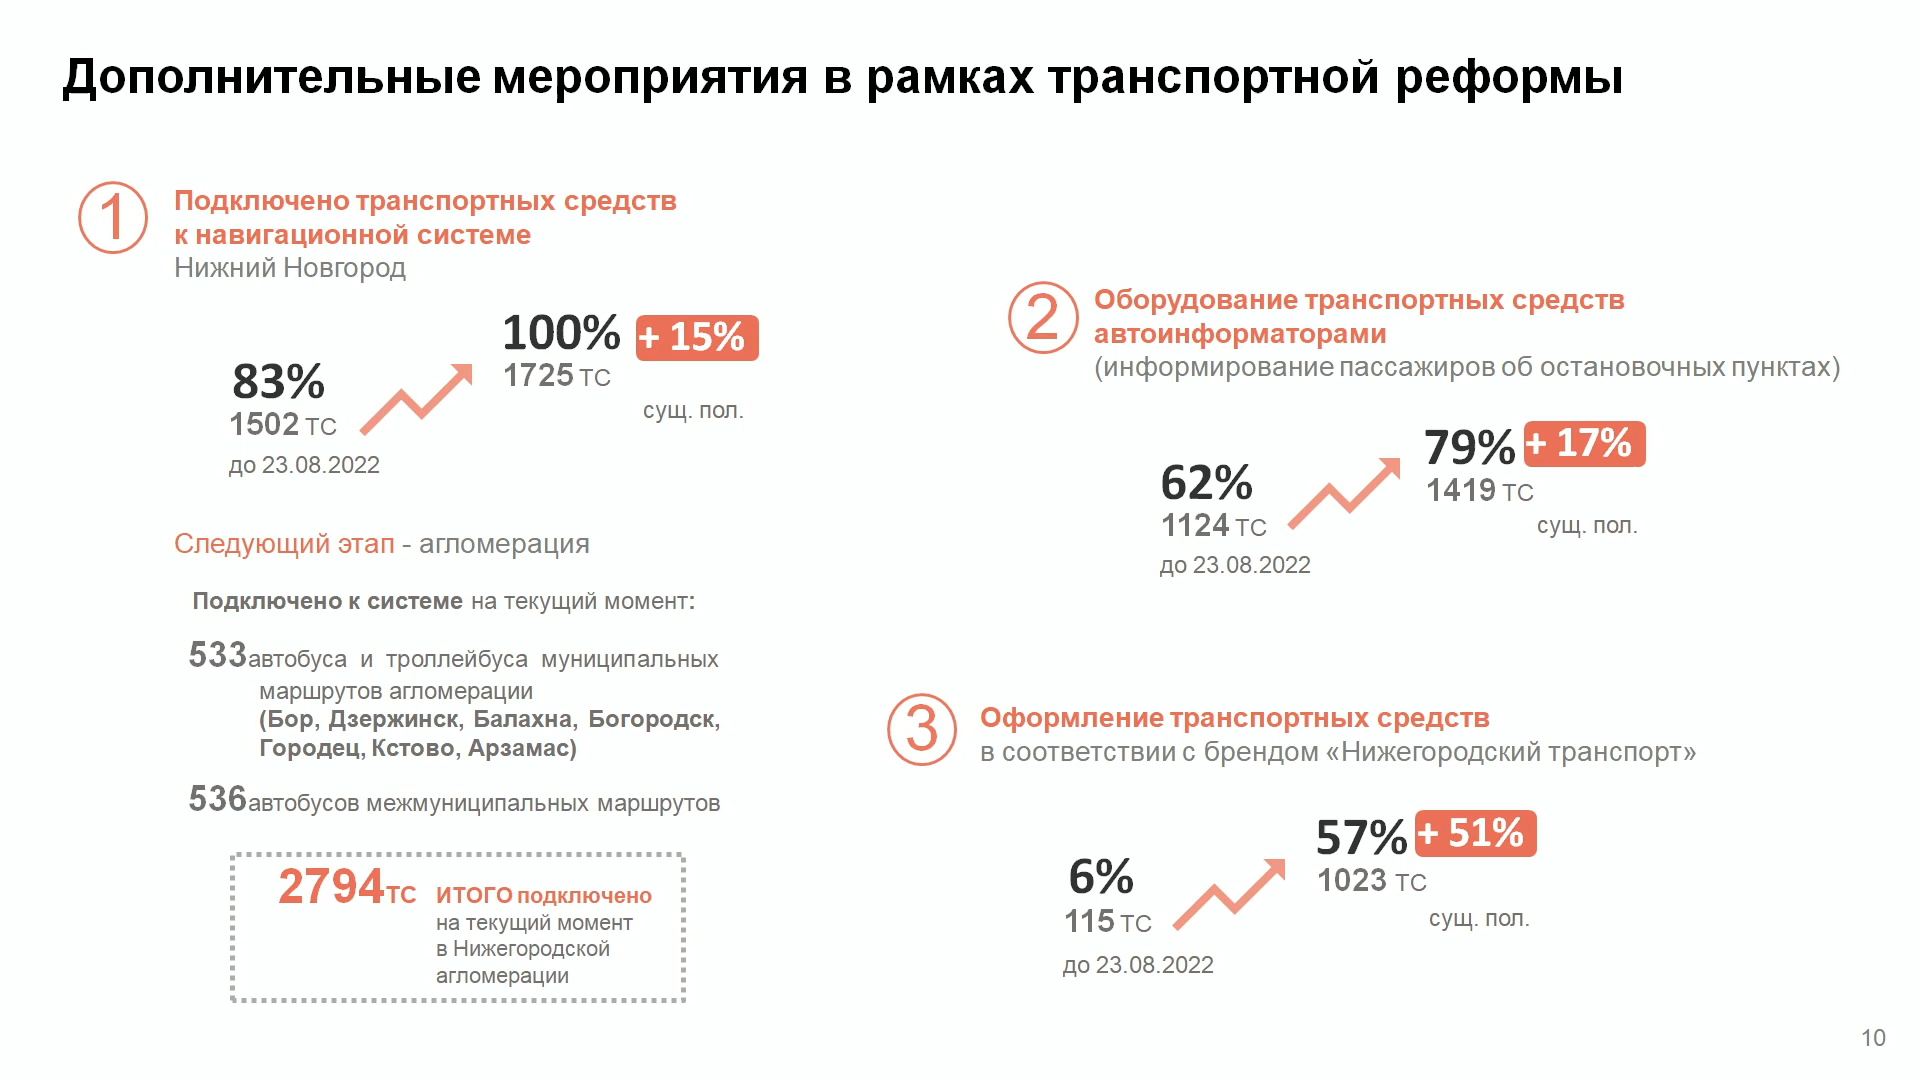 Дополнительные мероприятия в рамках транспортной реформы
1
Подключено транспортных средств
к навигационной системе
Нижний Новгород
83%
1502 ТС
до 23.08.2022
100% + 15%
1725 ТС
сущ. пол.
Следующий этап - агломерация
Подключено к системе на текущий момент:
533 автобуса и троллейбуса муниципальных
маршрутов агломерации
(Бор, Дзержинск, Балахна, Богородск,
Городец, Кстово, Арзамас)
536 автобусов межмуниципальных маршрутов
2794 ТС ИТОГО подключено
на текущий момент
в Нижегородской
агломерации
2
Оборудование транспортных средств
автоинформаторами
(информирование пассажиров об остановочных пунктах)
62%
1124 ТС
до 23.08.2022
79% + 17%
1419 ТС
сущ. пол.
3
Оформление транспортных средств
в соответствии с брендом «Нижегородский транспорт»
6%
115 ТС
до 23.08.2022
57% + 51%
1023 ТС
сущ. пол.
10